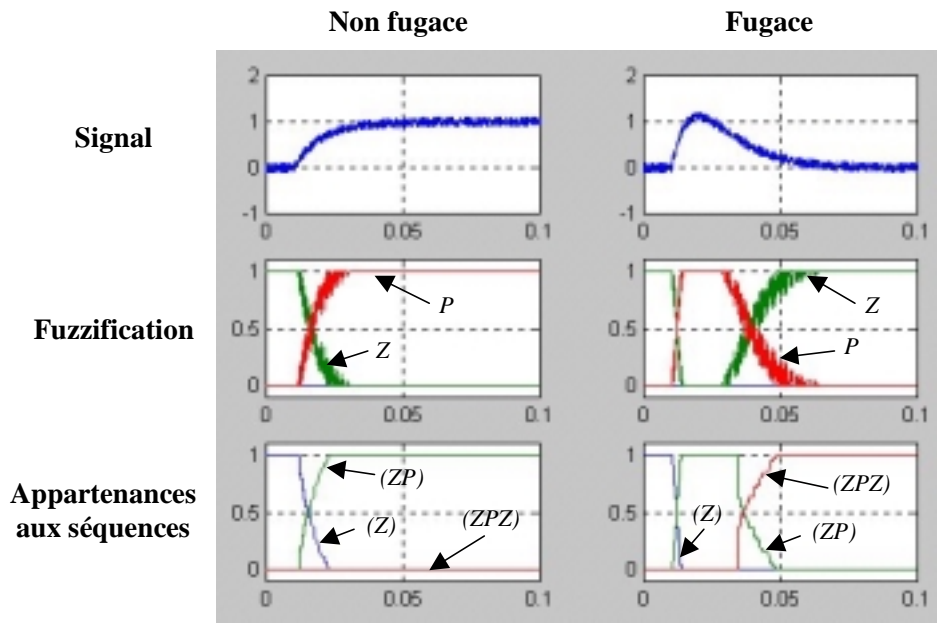 Non fugace Fugace
Signal
2 2
1 1
0 0
-1 -1
0 0.05 0.1 0 0.05 0.1
Fuzzification
1 1
P Z
0.5 0.5
Z P
0 0
0 0.05 0.1 0 0.05 0.1
Appartenances
aux séquences
1 1
(ZP) (ZPZ)
0.5 0.5
(Z) (ZPZ) (Z) (ZP)
0 0
0 0.05 0.1 0 0.05 0.1